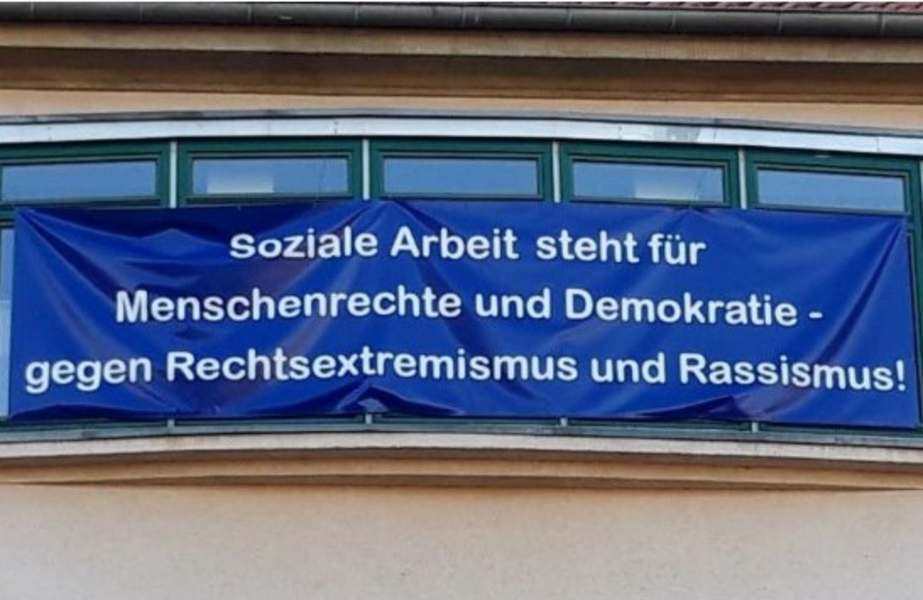 Soziale Arbeit steht für
Menschenrechte und Demokratie -
gegen Rechtsextremismus und Rassismus!